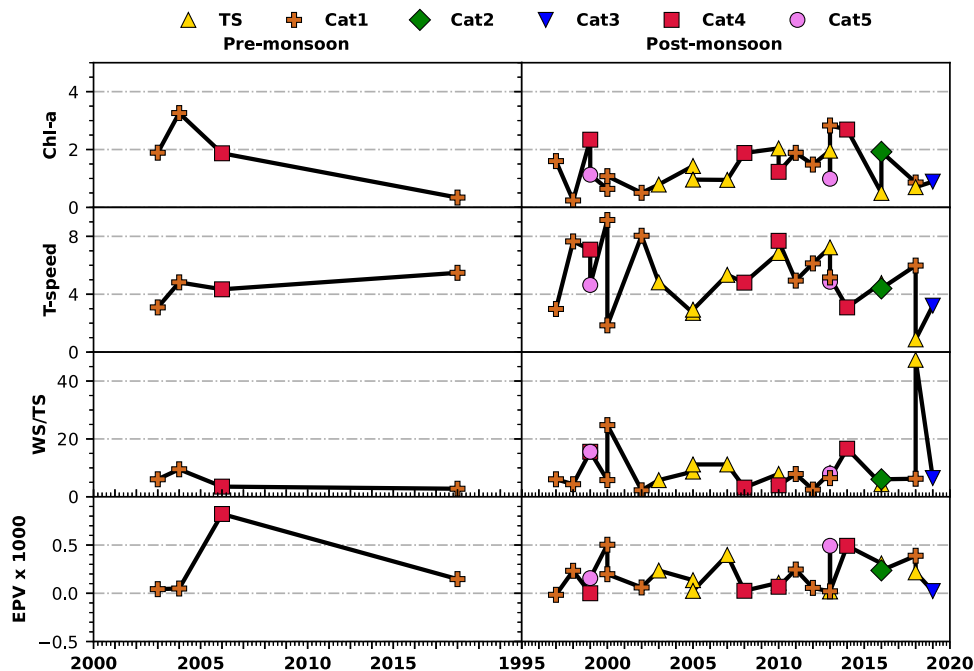 TS Cat1 Cat2 Cat3 Cat4 Cat5
Pre-monsoon Post-monsoon
Chl-a
4
2
0
T-speed
8
4
0
WS/TS
40
20
0
EPV x 1000
0.5
0.0
−0.5
2000 2005 2010 2015 1995 2000 2005 2010 2015 2020